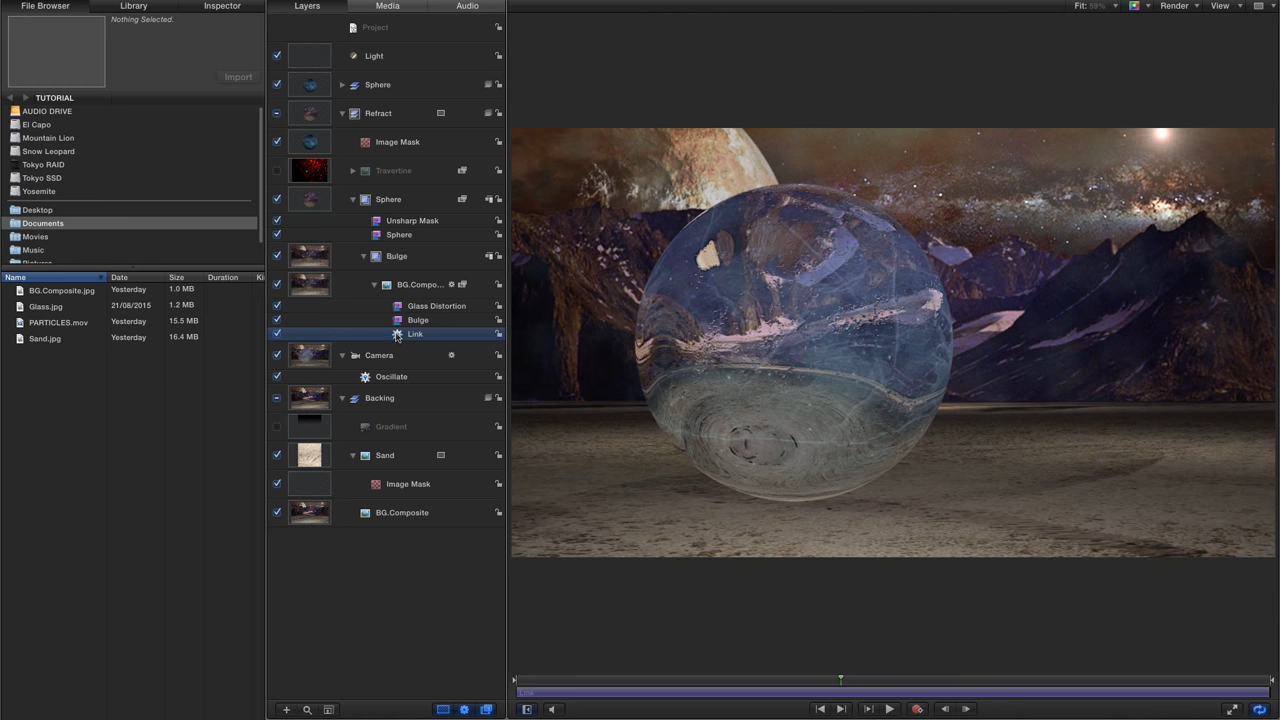 File Browser Library Inspector Layers Media Audio Fit: 59% Render View
Nothing Selected.
Import
Project
Light
TUTORIAL
Sphere
AUDIO DRIVE
El Capo
Mountain Lion
Snow Leopard
Tokyo RAID
Tokyo SSD
Yosemite
Desktop
Documents
Movies
Music
Refract
Image Mask
Travertine
Sphere
Unsharp Mask
Sphere
Bulge
Name Date Size Duration Ki
BG.Composite.jpg Yesterday 1.0 MB
Glass.jpg 21/08/2015 1.2 MB
PARTICLES.mov Yesterday 15.5 MB
Sand.jpg Yesterday 16.4 MB
BG.Compo...
Glass Distortion
Bulge
Link
Camera
Oscillate
Backing
Gradient
Sand
Image Mask
BG.Composite
Link